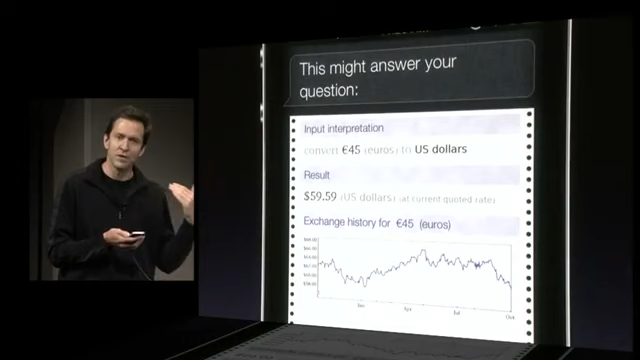 This might answer your
question:
Input interpretation
convert €45 (euros) to US dollars
Result
$59.59 (US dollars) (at current quoted rate)
Exchange history for €45 (euros)
Jan
Apr
Jul
Oct